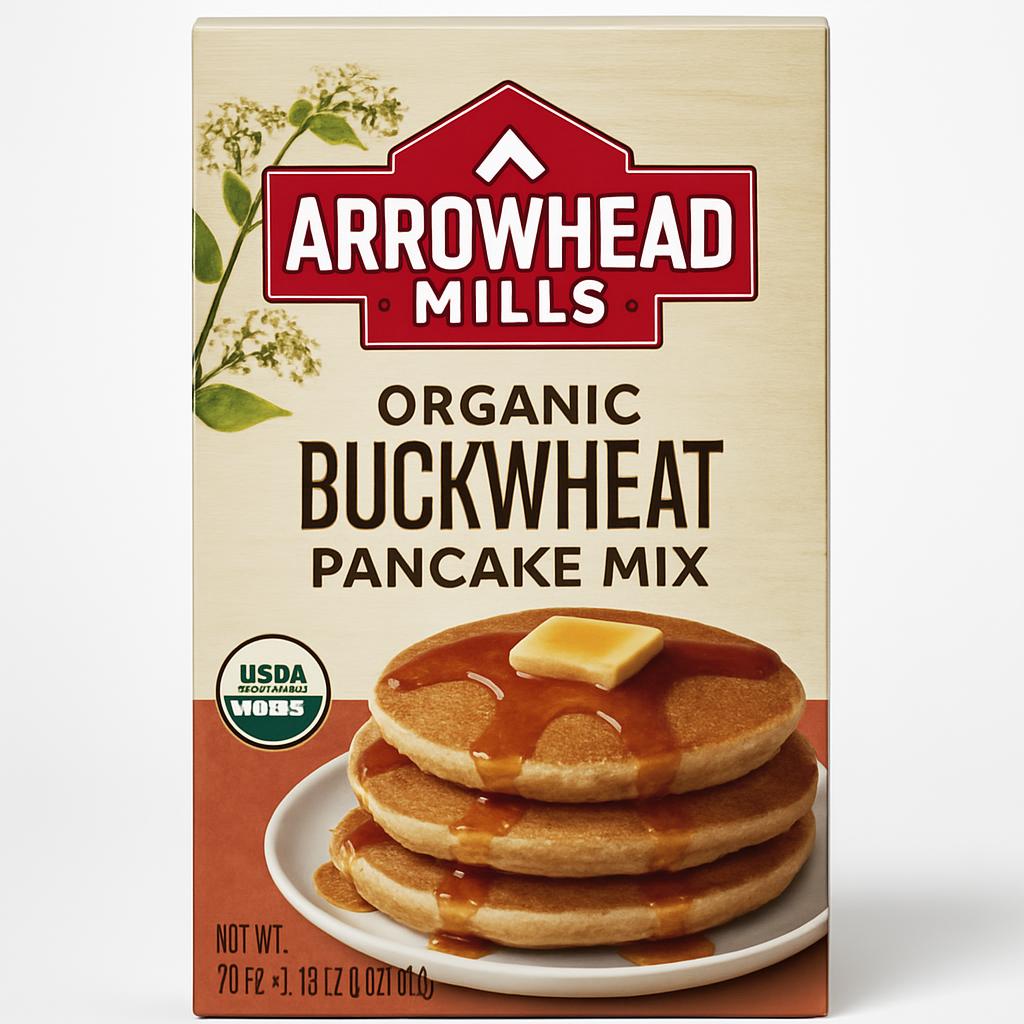 ARROWHEAD
MILLS
ORGANIC
BUCKWHEAT
PANCAKE MIX
USDA
NOT WT.